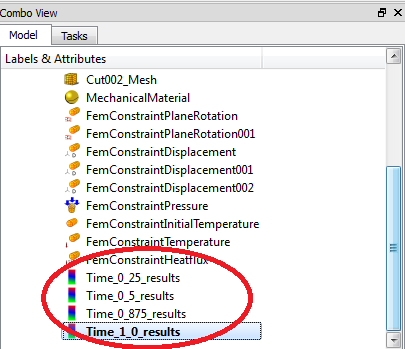 Combo View
Model
Tasks
Labels & Attributes
Cut002_Mesh
MechanicalMaterial
FemConstraintPlaneRotation
FemConstraintPlaneRotation001
FemConstraintDisplacement
FemConstraintDisplacement001
FemConstraintDisplacement002
FemConstraintPressure
FemConstraintInitialTemperature
FemConstraintTemperature
FemConstraintHeatflux
Time_0_25_results
Time_0_5_results
Time_0_875_results
Time_1_0_results